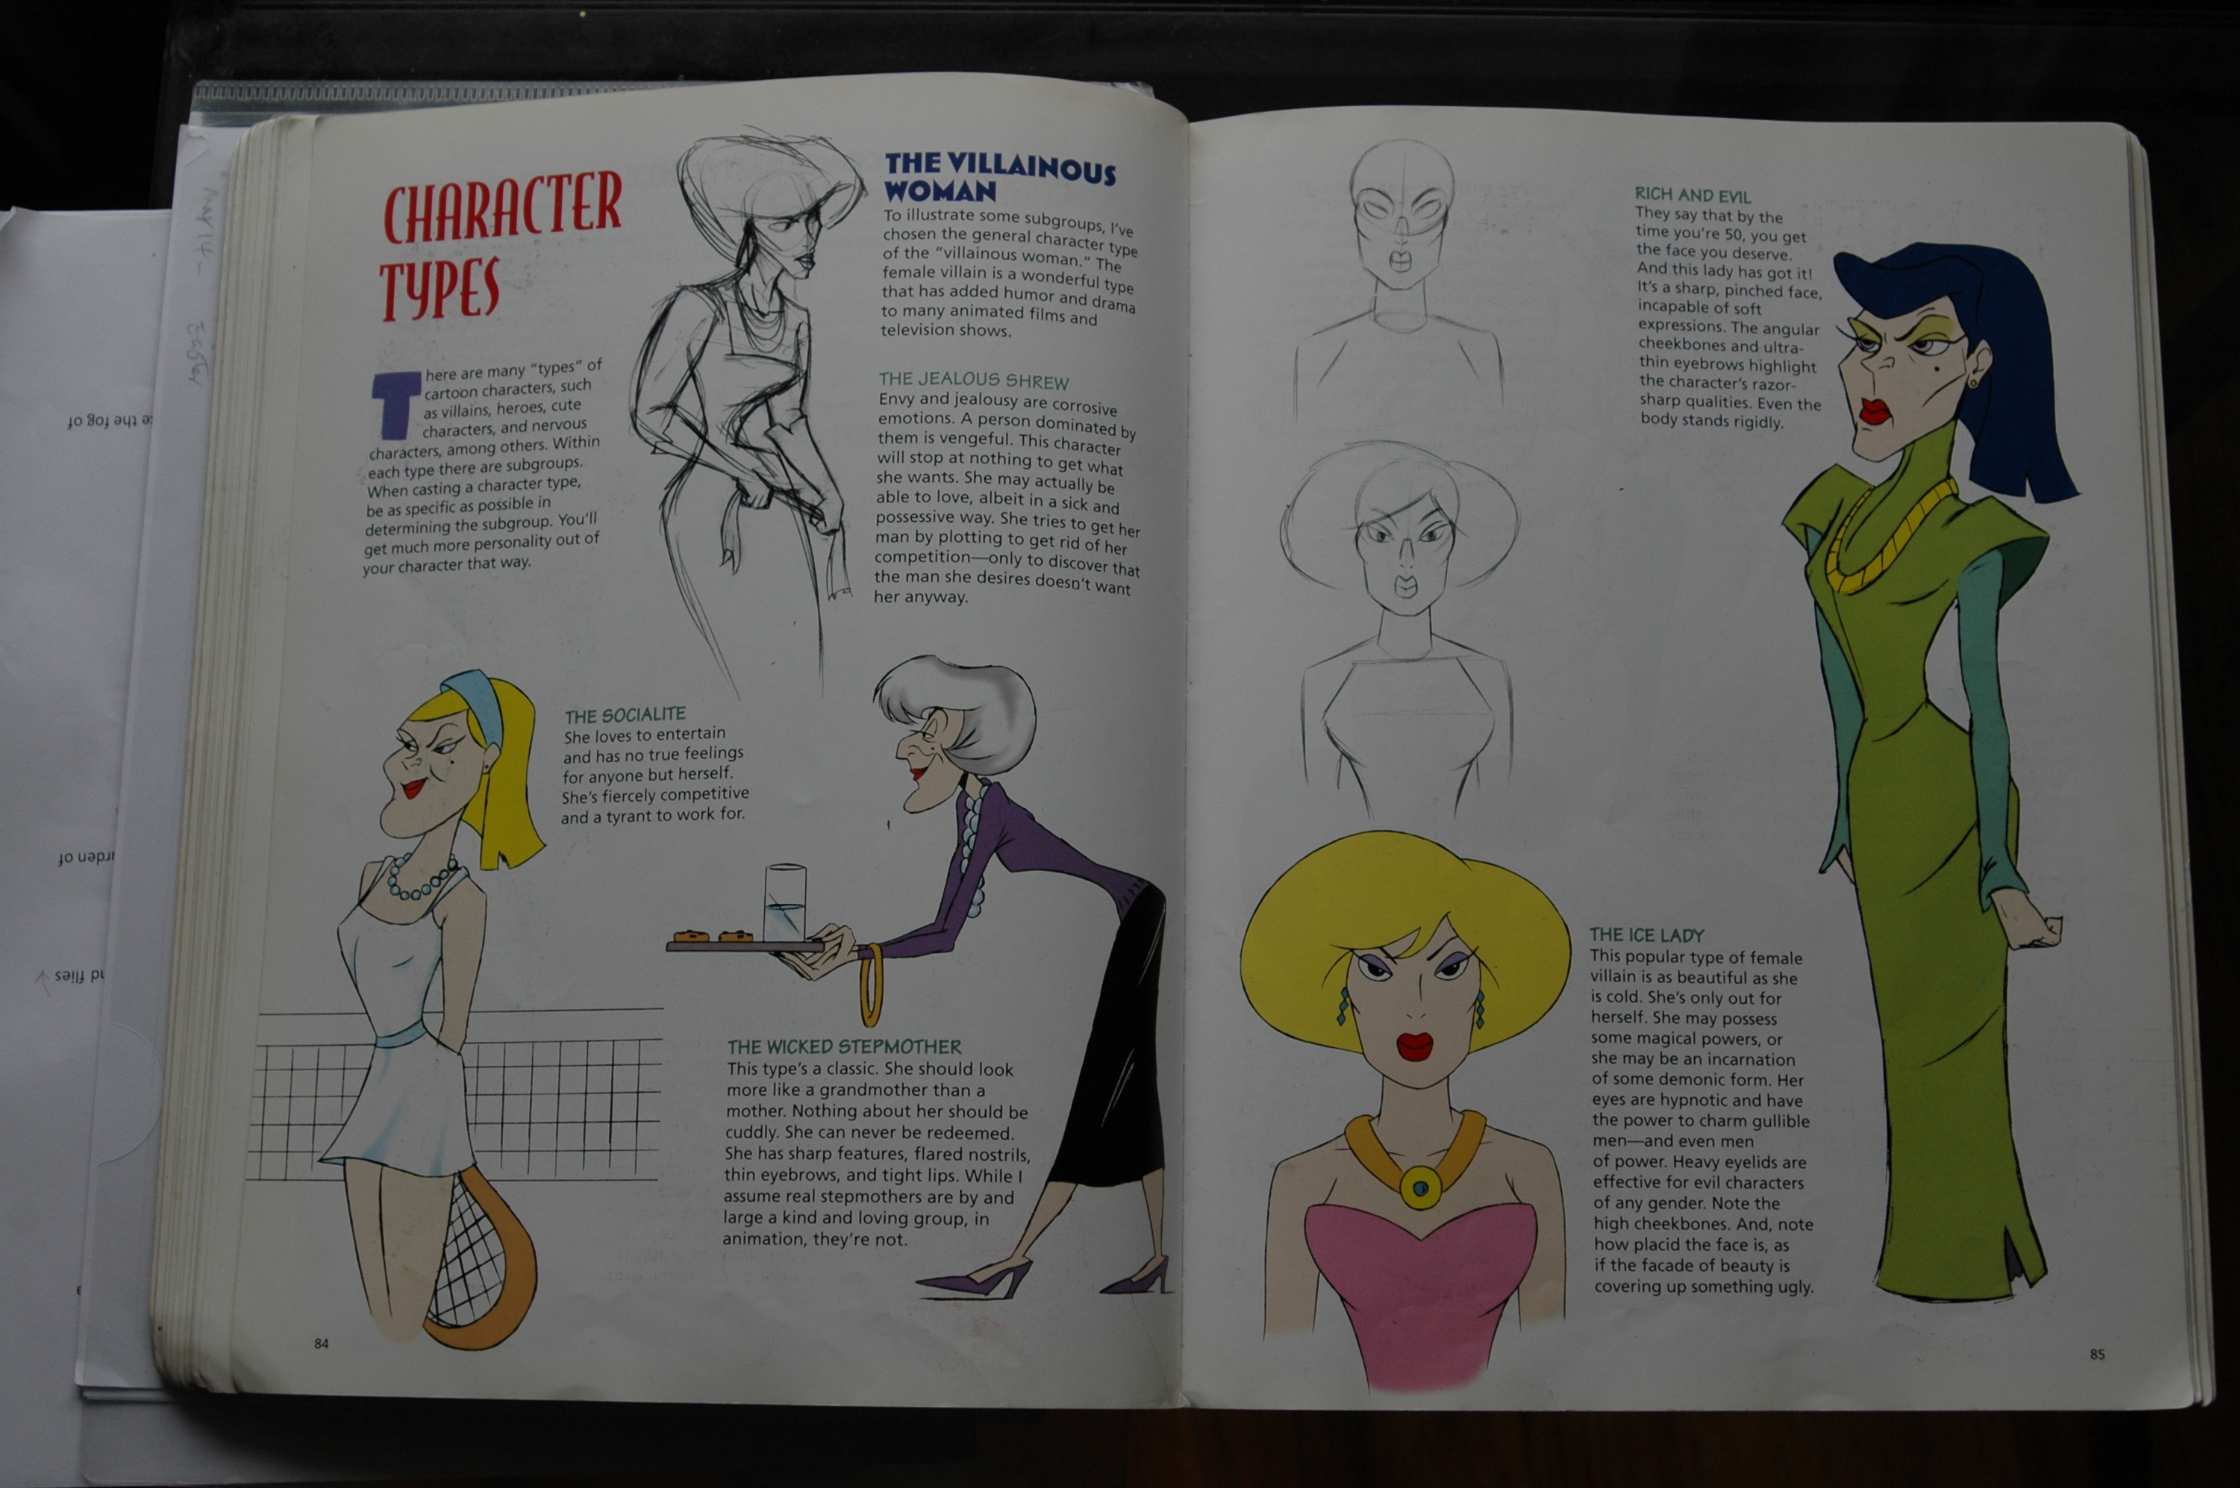 CHARACTER
TYPES
There are many "types" of
cartoon characters, such
as villains, heroes, cute
characters, and nervous
characters, among others. Within
each type there are subgroups.
When casting a character type,
be as specific as possible in
determining the subgroup. You'll
get much more personality out of
your character that way.
THE VILLAINOUS
WOMAN
To illustrate some subgroups, I've
chosen the general character type
of the "villainous woman." The
female villain is a wonderful type
that has added humor and drama
to many animated films and
television shows.
THE JEALOUS SHREW
Envy and jealousy are corrosive
emotions. A person dominated by
them is vengeful. This character
will stop at nothing to get what
she wants. She may actually be
able to love, albeit in a sick and
possessive way. She tries to get her
man by plotting to get rid of her
competition—only to discover that
the man she desires doesn't want
her anyway.
THE SOCIALITE
She loves to entertain
and has no true feelings
for anyone but herself.
She's fiercely competitive
and a tyrant to work for.
THE WICKED STEPMOTHER
This type's a classic. She should look
more like a grandmother than a
mother. Nothing about her should be
cuddly. She can never be redeemed.
She has sharp features, flared nostrils,
thin eyebrows, and tight lips. While I
assume real stepmothers are by and
large a kind and loving group, in
animation, they're not.
84
RICH AND EVIL
They say that by the
time you're 50, you get
the face you deserve.
And this lady has got it!
It's a sharp, pinched face,
incapable of soft
expressions. The angular
cheekbones and ultra-
thin eyebrows highlight
the character's razor-
sharp qualities. Even the
body stands rigidly.
THE ICE LADY
This popular type of female
villain is as beautiful as she
is cold. She's only out for
herself. She may possess
some magical powers, or
she may be an incarnation
of some demonic form. Her
eyes are hypnotic and have
the power to charm gullible
men—and even men
of power. Heavy eyelids are
effective for evil characters
of any gender. Note the
high cheekbones. And, note
how placid the face is, as
if the facade of beauty is
covering up something ugly.
85
Mar 14 -
Easter
the fog of
of
flies